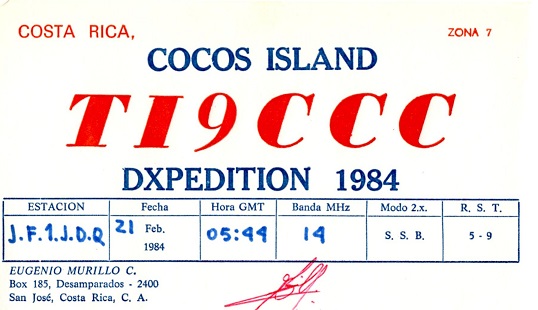 COSTA RICA,
ZONA 7
COCOS ISLAND
TI9CCC
DXPEDITION 1984
ESTACION Fecha Hora GMT Banda MHz Modo 2.x. R. S. T.
J.F.1.J.D.Q 21 Feb. 1984 05:44 14 S. S. B. 5 - 9
EUGENIO MURILLO C.
Box 185, Desamparados - 2400
San José, Costa Rica, C. A.